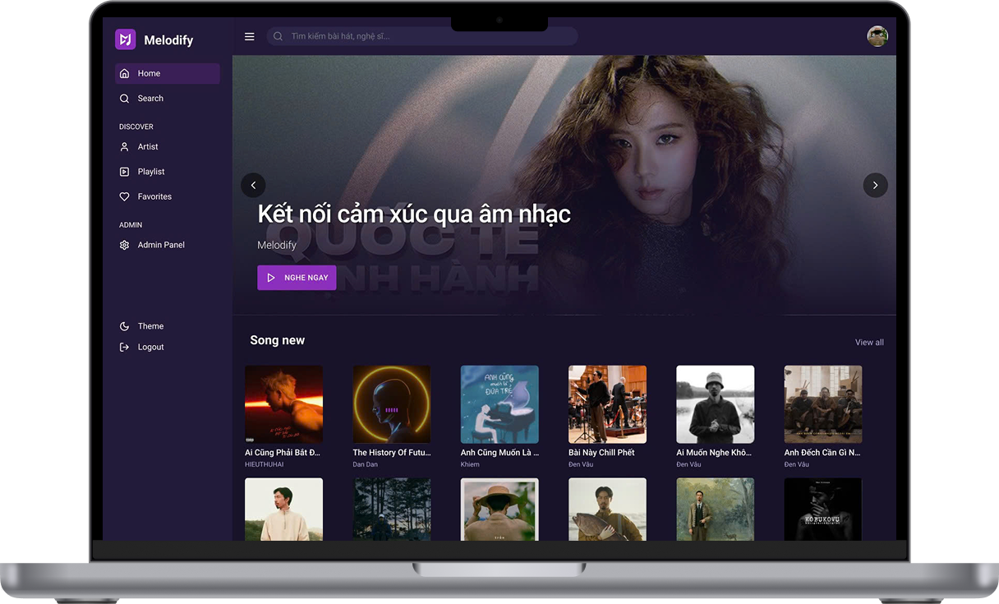 Melodify
Tìm kiếm bài hát, nghệ sĩ...
Home
Search
DISCOVER
Artist
Playlist
Favorites
ADMIN
Admin Panel
Theme
Logout
QUỐC TẾ
NH HÀNH
Kết nối cảm xúc qua âm nhạc
Melodify
NGHE NGAY
Song new
View all
ANH CŨNG
muốn là
ĐỨA TRẺ
Ai Cũng Phải Bắt Đ...
HIEUTHUHAI
The History Of Futu...
Dan Dan
Anh Cũng Muốn Là ...
Khiem
Bài Này Chill Phết
Đen Vâu
Ai Muốn Nghe Khô...
Đen Vâu
Anh Đếch Cần Gì N...
Đen Vâu